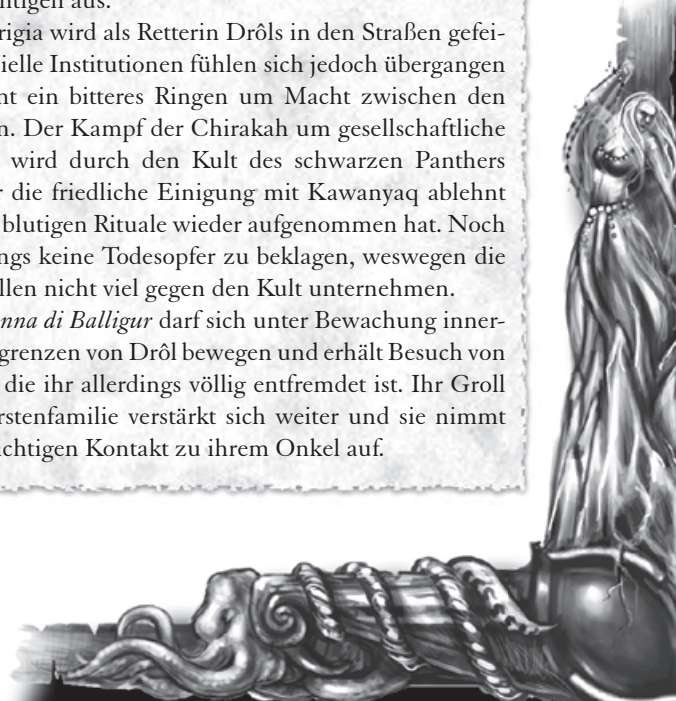 htigen aus.
rigia wird als Retterin Drôls in den Straßen gefei-
ielle Institutionen fühlen sich jedoch übergangen
nt ein bitteres Ringen um Macht zwischen den
n. Der Kampf der Chirakah um gesellschaftliche
wird durch den Kult des schwarzen Panthers
r die friedliche Einigung mit Kawanyaq ablehnt
blutigen Rituale wieder aufgenommen hat. Noch
ngs keine Todesopfer zu beklagen, weswegen die
llen nicht viel gegen den Kult unternehmen.
nna di Balligur darf sich unter Bewachung inner-
grenzen von Drôl bewegen und erhält Besuch von
die ihr allerdings völlig entfremdet ist. Ihr Groll
rstenfamilie verstärkt sich weiter und sie nimmt
ichtigen Kontakt zu ihrem Onkel auf.